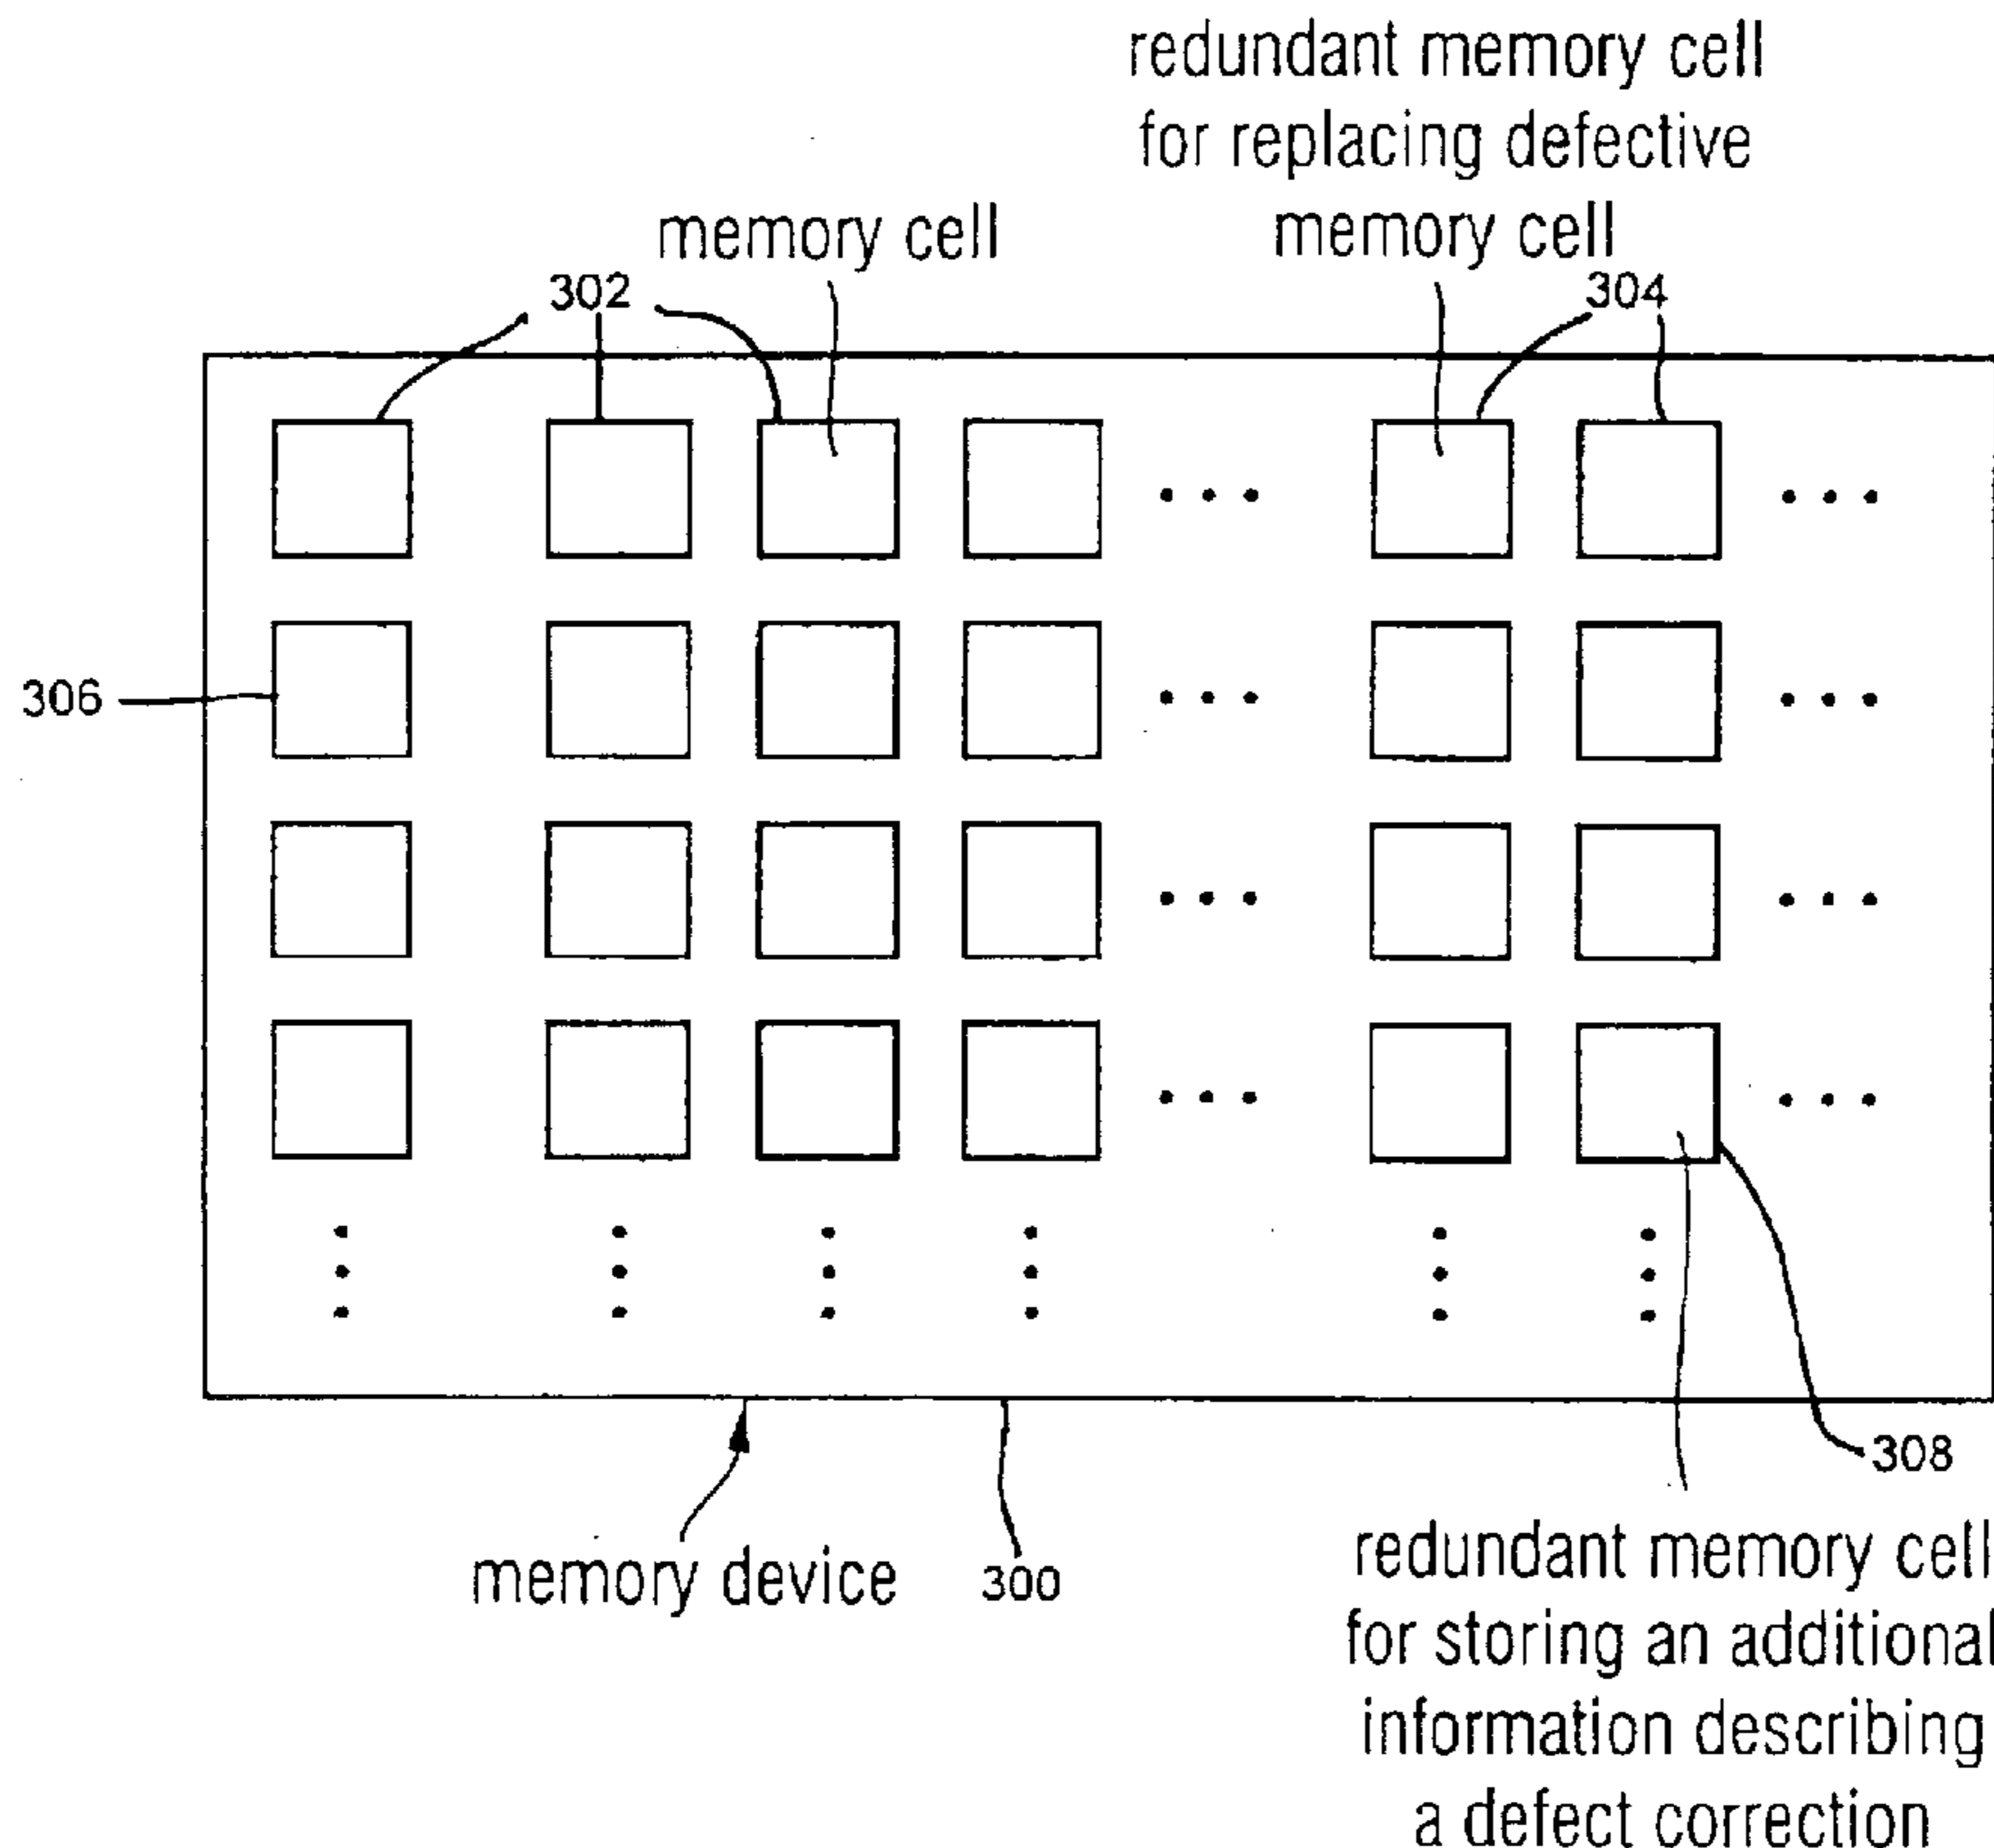 redundant memory cell
for replacing defective
memory cell
memory cell
302
304
306
308
memory device
300
redundant memory cell
for storing an additional
information describing
a defect correction